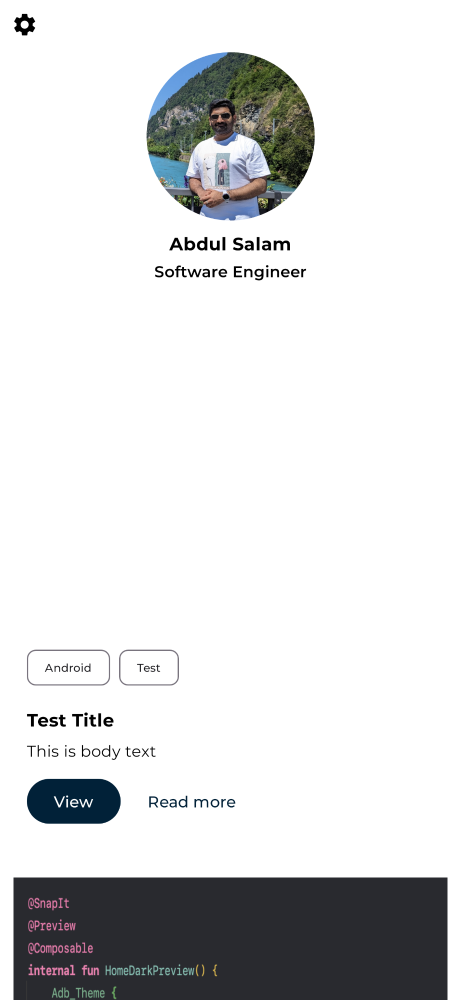 Abdul Salam
Software Engineer
Android
Test
Test Title
This is body text
View
Read more
@SnapIt
@Preview
@Composable
internal fun HomeDarkPreview() {
Adb_Theme {